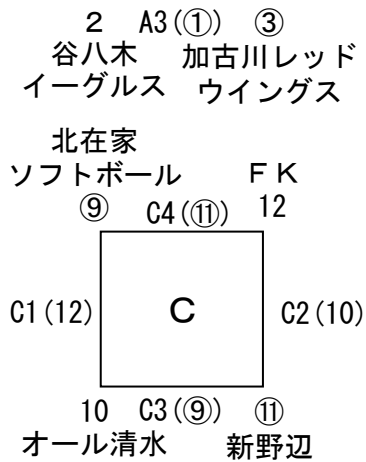 2 A3(①) ③
谷八木 加古川レッド
イーグルス ウイングス
北在家
ソフトボール FK
⑨ C4(⑪) 12
C1(12) C C2(10)
10 C3(⑨) ⑪
オール清水 新野辺